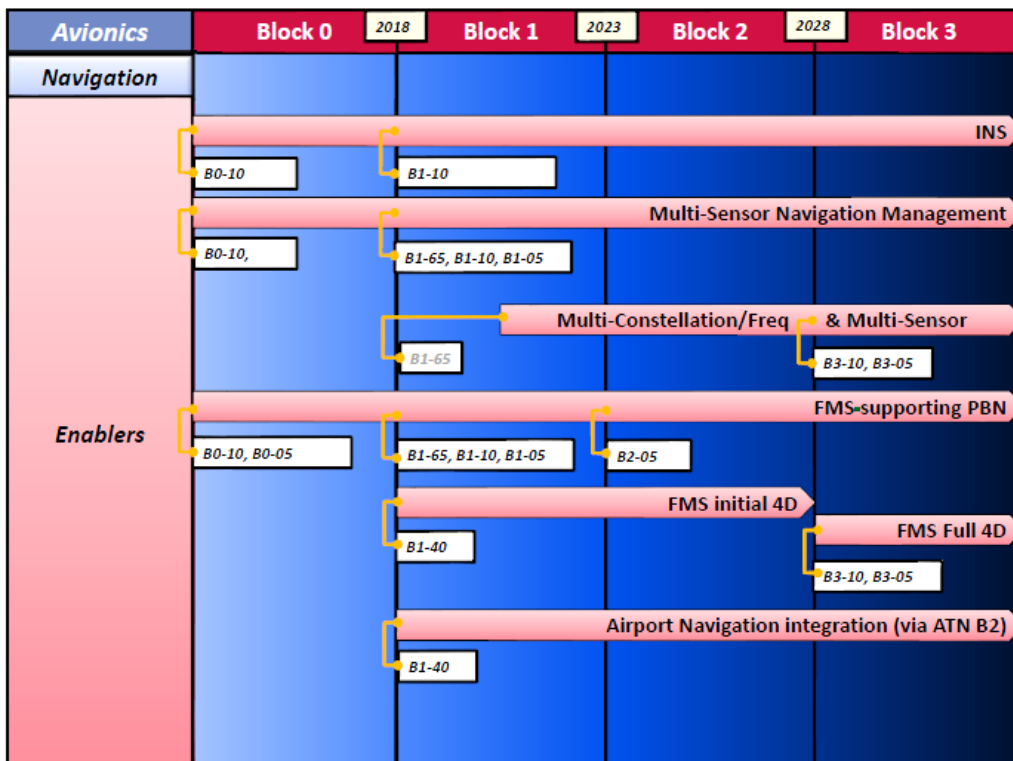 Avionics
Block 0
2018
Block 1
2023
Block 2
2028
Block 3
Navigation
Enablers
INS
B0-10
B1-10
Multi-Sensor Navigation Management
B0-10,
B1-65, B1-10, B1-05
Multi-Constellation/Freq & Multi-Sensor
B1-65
B3-10, B3-05
FMS-supporting PBN
B0-10, B0-05
B1-65, B1-10, B1-05
B2-05
FMS initial 4D
B1-40
FMS Full 4D
B3-10, B3-05
Airport Navigation integration (via ATN B2)
B1-40